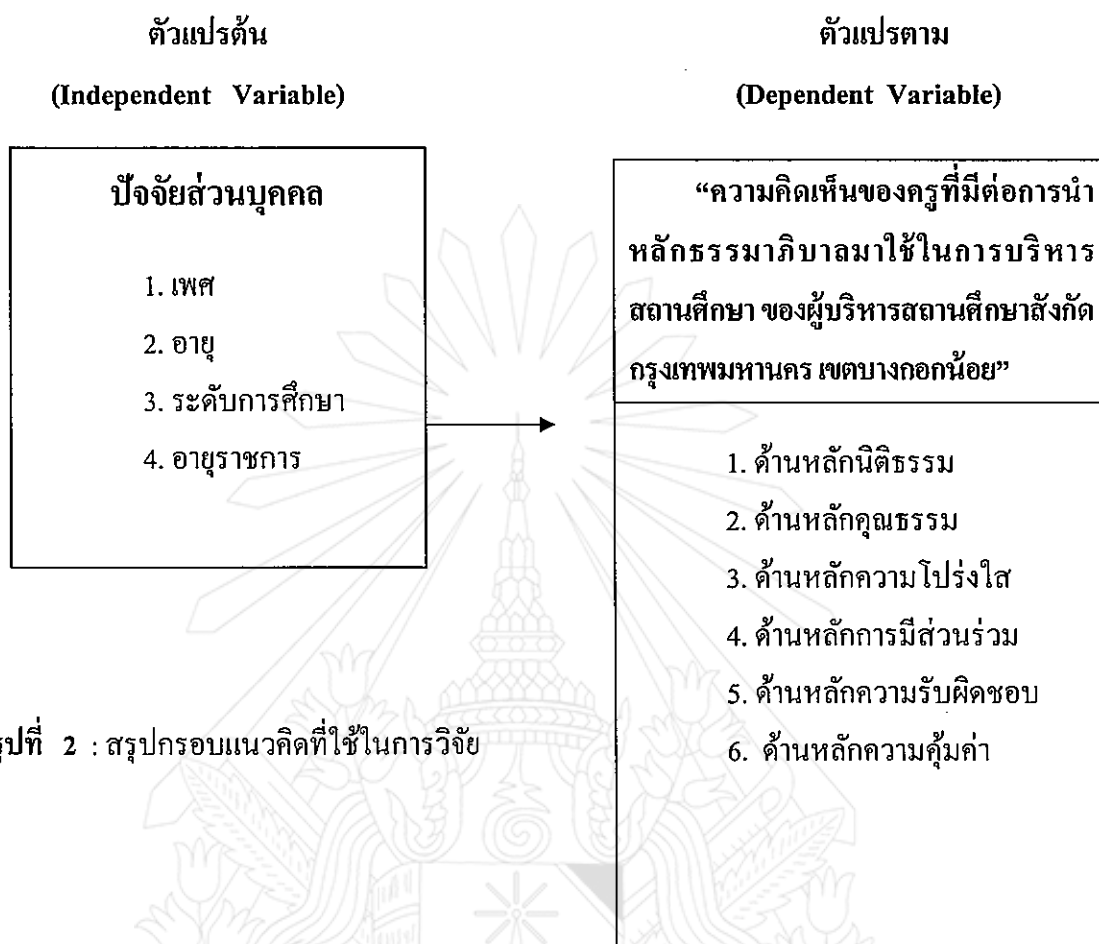 ตัวแปรต้น
(Independent Variable)
ปัจจัยส่วนบุคคล
1. เพศ
2. อายุ
3. ระดับการศึกษา
4. อายุราชการ
ตัวแปรตาม
(Dependent Variable)
“ความคิดเห็นของครูที่มีต่อการนำ
หลักธรรมาภิบาลมาใช้ในการบริหาร
สถานศึกษา ของผู้บริหารสถานศึกษาสังกัด
กรุงเทพมหานคร เขตบางกอกน้อย”
1. ด้านหลักนิติธรรม
2. ด้านหลักคุณธรรม
3. ด้านหลักความโปร่งใส
4. ด้านหลักการมีส่วนร่วม
5. ด้านหลักความรับผิดชอบ
6. ด้านหลักความคุ้มค่า
รูปที่ 2 : สรุปกรอบแนวคิดที่ใช้ในการวิจัย